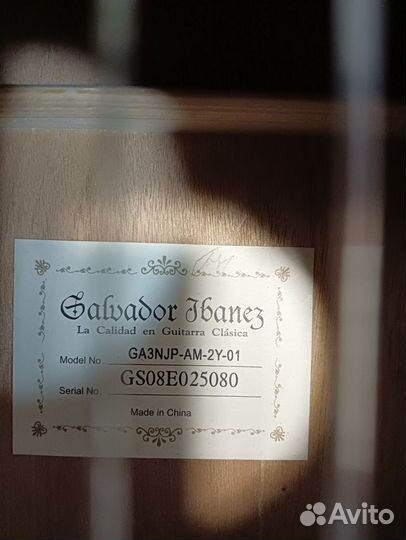 Salvador Ibanez
La Calidad en Guitarra Clásica
Model No. GA3NJP-AM-2Y-01
Serial No. GS08E025080
Made in China
Avito